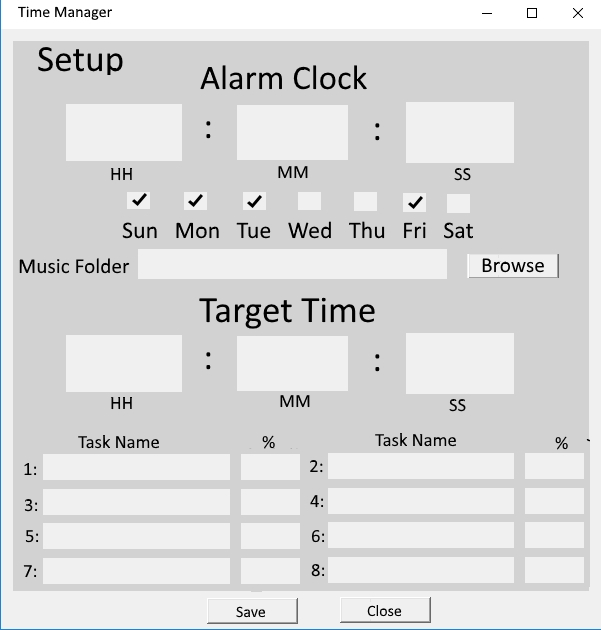 Time Manager
Setup
Alarm Clock
: :
HH MM SS
Sun Mon Tue Wed Thu Fri Sat
Music Folder Browse
Target Time
: :
HH MM SS
Task Name % Task Name %
1: 2:
3: 4:
5: 6:
7: 8:
Save Close